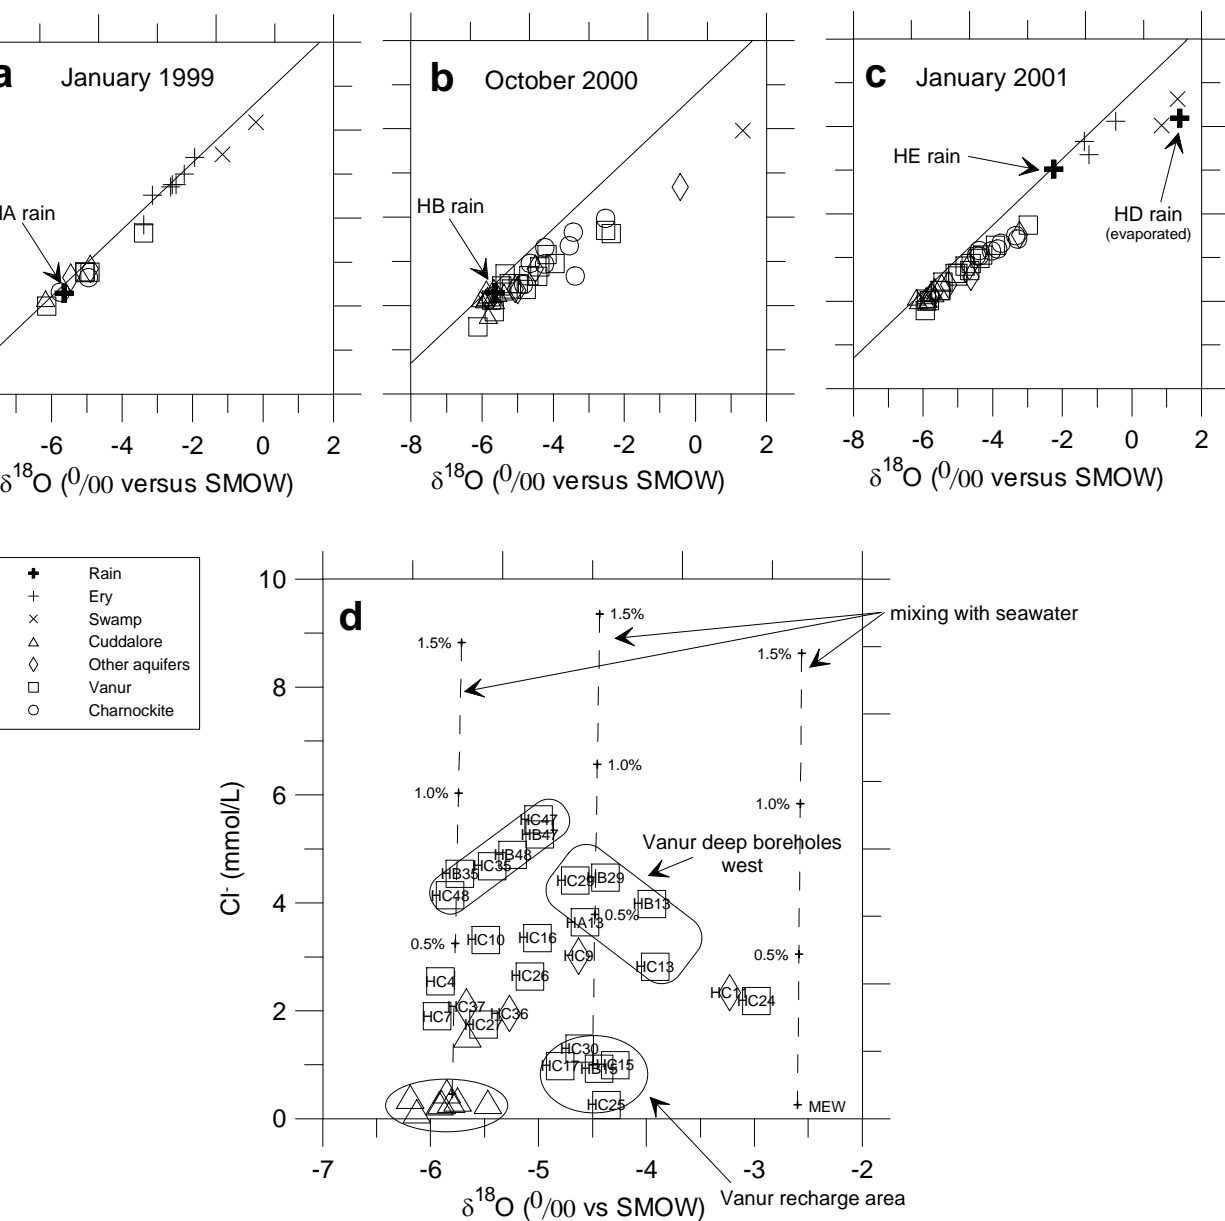 a January 1999
b October 2000
c January 2001
HA rain
HB rain
HE rain
HD rain
(evaporated)
-6 -4 -2 0 2
-8 -6 -4 -2 0 2
-8 -6 -4 -2 0 2
δ18O (0/00 versus SMOW)
δ18O (0/00 versus SMOW)
δ18O (0/00 versus SMOW)
Rain
Ery
Swamp
Cuddalore
Other aquifers
Vanur
Charnockite
d
10
8
6
4
2
0
Cl- (mmol/L)
mixing with seawater
1.5%
1.5%
1.5%
1.0%
1.0%
1.0%
0.5%
0.5%
0.5%
Vanur deep boreholes
west
HC47
HB47
HB48
HC35
HB35
HC48
HC29
HB29
HB13
HA13
HC13
HC10
HC16
HC9
HC26
HC4
HC7
HC37
HC36
HC27
HC11
HC24
HC30
HC17
HB15
HC15
HC25
MEW
Vanur recharge area
-7 -6 -5 -4 -3 -2
δ18O (0/00 vs SMOW)